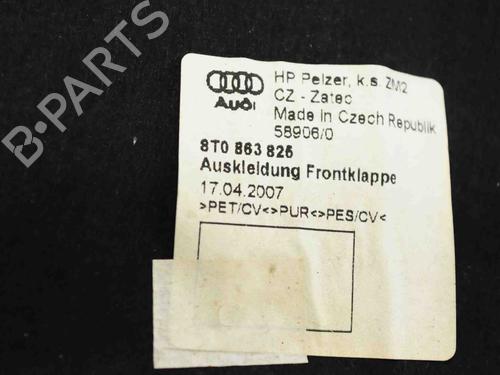 HP Pelzer, k.s. ZM2
CZ - Zatec
Made in Czech Republik
58906/0
Audi
8T0 863 825
Auskleidung Frontklappe
17.04.2007
>PET/CV<>PUR<>PES/CV<
B-PARTS